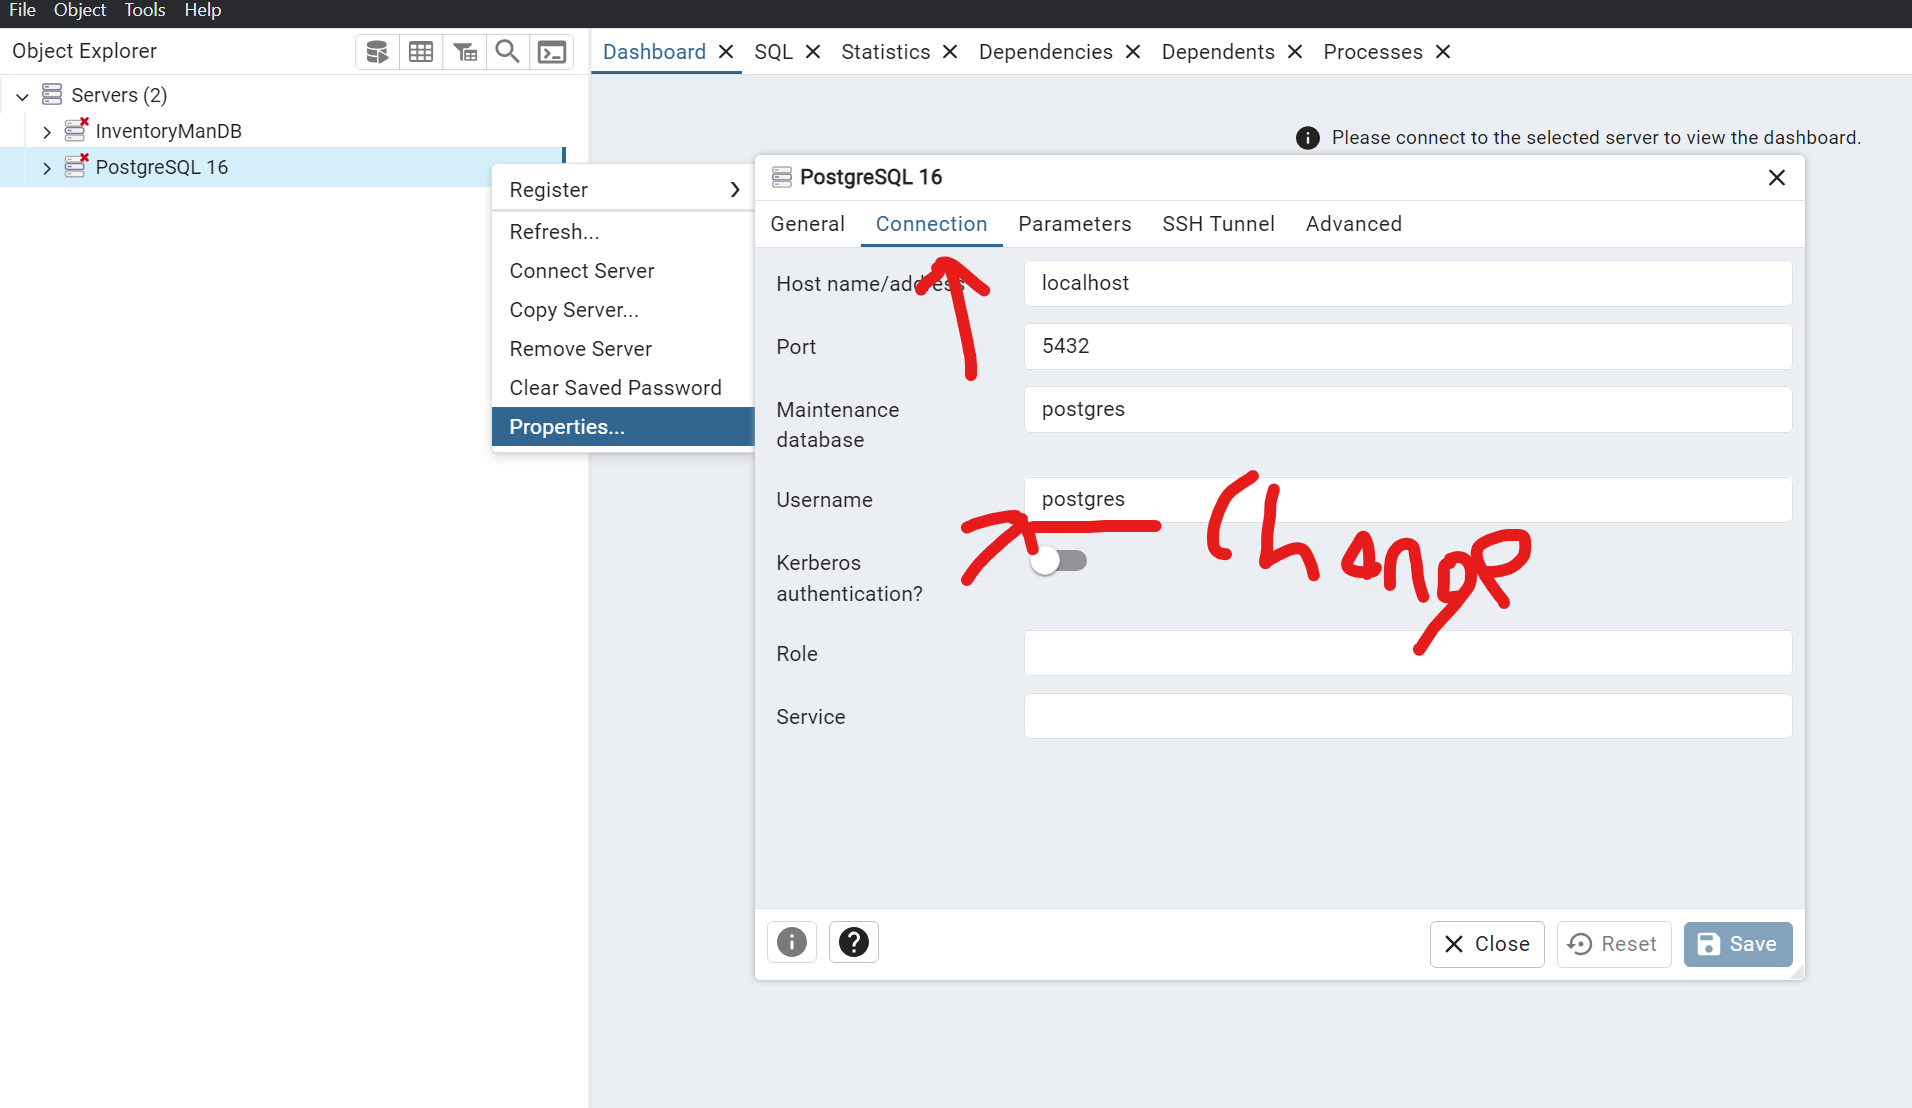 File Object Tools Help
Object Explorer
Dashboard SQL Statistics Dependencies Dependents Processes
Servers (2)
InventoryManDB
PostgreSQL 16
Please connect to the selected server to view the dashboard.
Register
Refresh...
Connect Server
Copy Server...
Remove Server
Clear Saved Password
Properties...
PostgreSQL 16
General Connection Parameters SSH Tunnel Advanced
Host name/address localhost
Port 5432
Maintenance
database
postgres
Username postgres
Change
Kerberos
authentication?
Role
Service
Close Reset Save